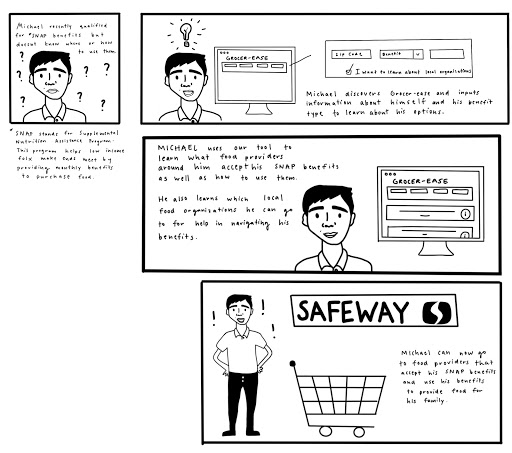 Michael recently qualified
for *SNAP benefits but
doesnt know where or how
to use them.
? ? ? ? ? ?
*SNAP stands for Supplemental
Nutrition Assistance Program.
This program helps low income
folx make ends meet by
providing monthly benefits
to purchase food.
GROCER-EASE
Zip Code
Benefit
I want to learn about local organizations
Michael discovers Grocer-ease and inputs
information about himself and his benefit
type to learn about his options.
MICHAEL uses our tool to
learn what food providers
around him accept his SNAP benefits
as well as how to use them.
He also learns which local
food organizations he can go
to for help in navigating his
benefits.
GROCER-EASE
! ! ! !
SAFEWAY
Michael can now go
to food providers that
accept his SNAP benefits
and use his benefits
to provide food for
his family.